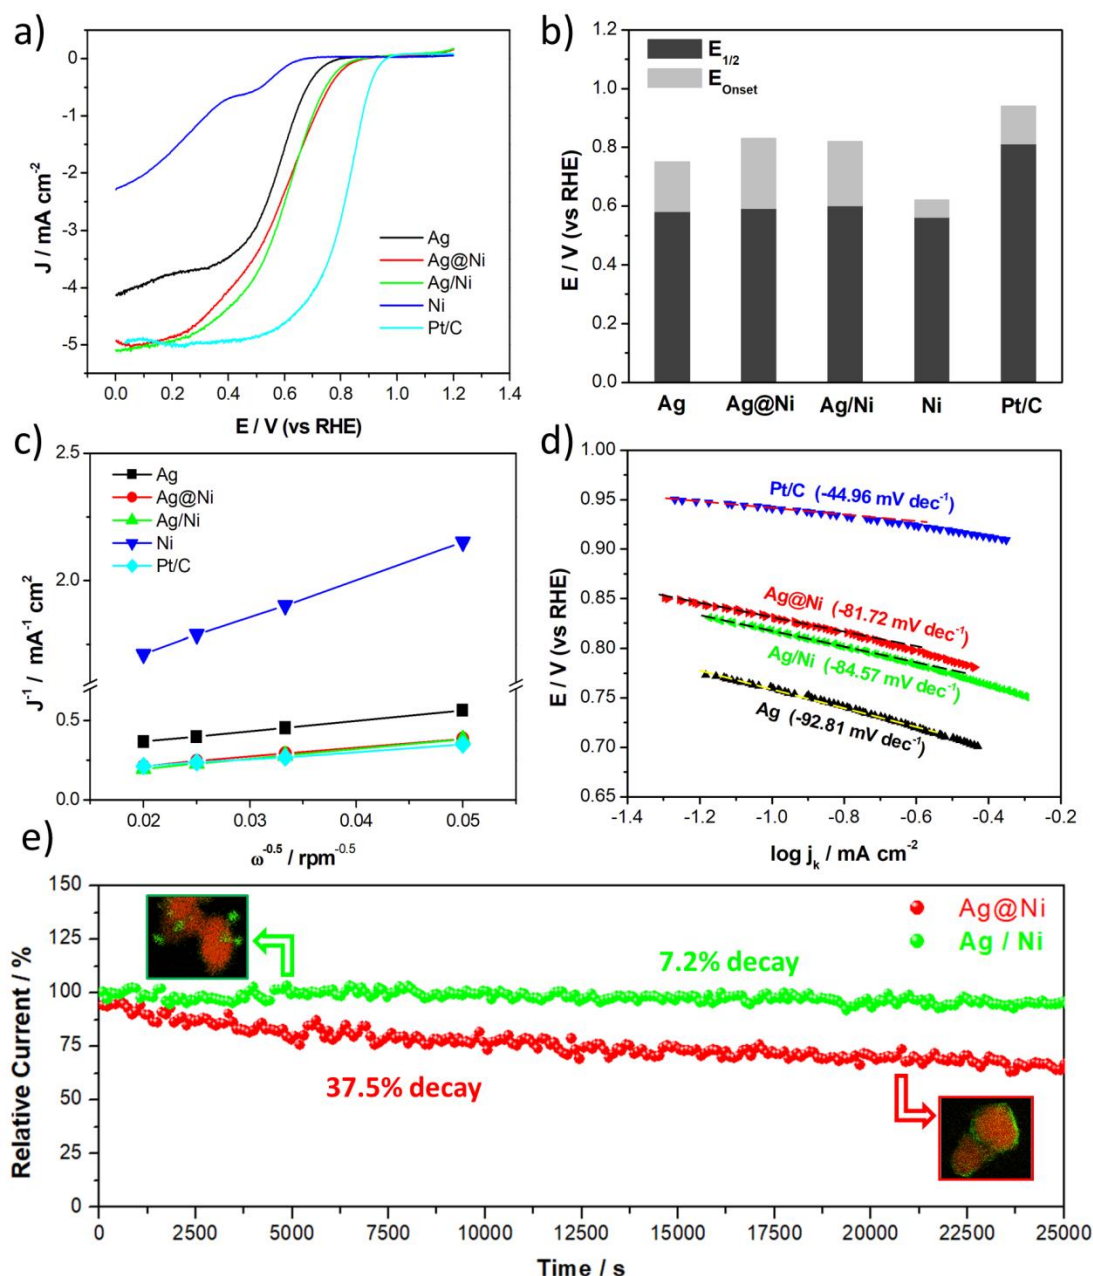 a)
0
-1
-2
-3
-4
-5
J / mA cm⁻²
Ag
Ag@Ni
Ag/Ni
Ni
Pt/C
0.0 0.2 0.4 0.6 0.8 1.0 1.2 1.4
E / V (vs RHE)
b)
1.2
1.0
0.8
0.6
0.4
0.2
0.0
E / V (vs RHE)
E1/2
EOnset
Ag Ag@Ni Ag/Ni Ni Pt/C
c)
2.5
2.0
0.5
0.0
J⁻¹ / mA⁻¹ cm²
Ag
Ag@Ni
Ag/Ni
Ni
Pt/C
0.02 0.03 0.04 0.05
ω⁻⁰·⁵ / rpm⁻⁰·⁵
d)
1.00
0.95
0.90
0.85
0.80
0.75
0.70
0.65
E / V (vs RHE)
Pt/C (-44.96 mV dec⁻¹)
Ag@Ni (-81.72 mV dec⁻¹)
Ag/Ni (-84.57 mV dec⁻¹)
Ag (-92.81 mV dec⁻¹)
-1.4 -1.2 -1.0 -0.8 -0.6 -0.4 -0.2
log jk / mA cm⁻²
e)
150
125
100
75
50
25
0
Relative Current / %
Ag@Ni
Ag / Ni
7.2% decay
37.5% decay
0 2500 5000 7500 10000 12500 15000 17500 20000 22500 25000
Time / s